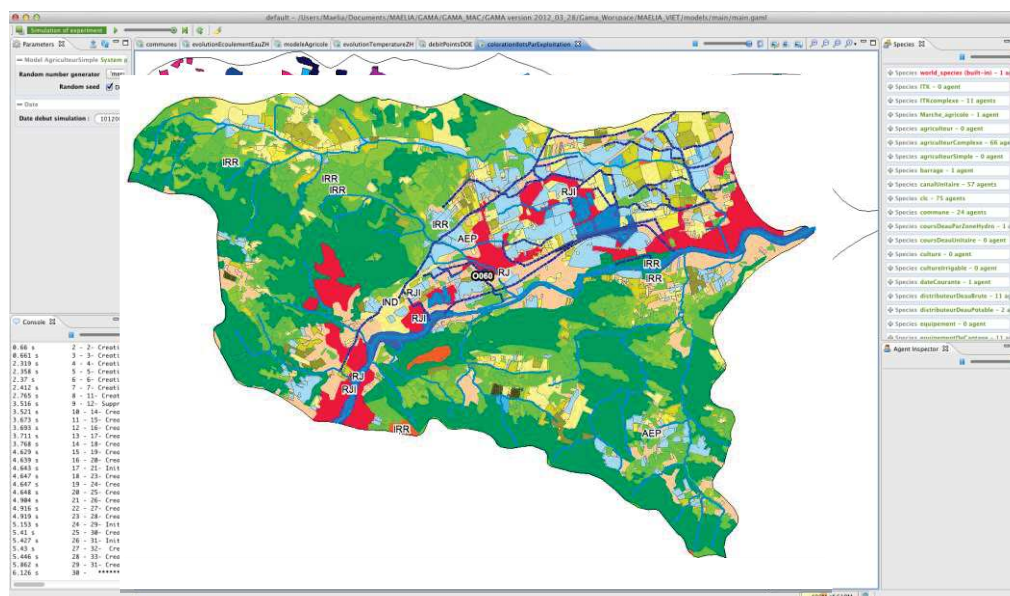 default - /Users/Maelia/Documents/MAELIA/GAMA/GAMA_MAC/GAMA version 2012_03_28/Gama_Worspace/MAELIA_VIET/models/main/main.gaml
Simulation of experiment
Parameters
Model AgriculteurSimple System
Random number generator
Random seed
Date
Date debut simulation :
communes
evolutionEcoulementEauZH
modeleAgricole
evolutionTemperatureZH
debitPointsDOE
colorationIlotsParExploitation
IRR
IRR
IRR
IRR
AEP
RJI
RJ
O060
ARJI
IND
RJI
IRR
IRR
RJ
RJI
IRR
AEP
Console
0.66 s 2 - 2- Creati
0.661 s 3 - 3- Creati
2.319 s 4 - 4- Creati
2.358 s 5 - 5- Creati
2.37 s 6 - 6- Creati
2.412 s 7 - 7- Creati
2.765 s 8 - 11- Creati
3.516 s 9 - 12- Suppr
3.521 s 10 - 14- Crea
3.673 s 11 - 15- Crea
3.693 s 12 - 16- Crea
3.711 s 13 - 17- Crea
3.768 s 14 - 18- Crea
4.629 s 15 - 19- Crea
4.639 s 16 - 20- Crea
4.643 s 17 - 21- Init
4.647 s 18 - 23- Crea
4.647 s 19 - 24- Crea
4.648 s 20 - 25- Crea
4.904 s 21 - 26- Crea
4.916 s 22 - 27- Crea
4.919 s 23 - 28- Crea
5.153 s 24 - 29- Init
5.41 s 25 - 30- Crea
5.427 s 26 - 31- Init
5.43 s 27 - 32- Cre
5.446 s 28 - 33- Crea
5.862 s 29 - 31- Crea
6.126 s 30 - ******
Species
Species world_species (built-in) - 1 a
Species ITK - 0 agent
Species ITKcomplexe - 11 agents
Species Marche_agricole - 1 agent
Species agriculteur - 0 agent
Species agriculteurComplexe - 66 age
Species agriculteurSimple - 0 agent
Species barrage - 1 agent
Species canalUnitaire - 57 agents
Species clc - 75 agents
Species commune - 24 agents
Species coursDeauParZoneHydro - 1 ag
Species coursDeauUnitaire - 0 agent
Species culture - 0 agent
Species cultureIrrigable - 0 agent
Species dateCourante - 1 agent
Species distributeurDeauBrute - 11 a
Species distributeurDeauPotable - 2 a
Species equipement - 0 agent
Agent Inspector